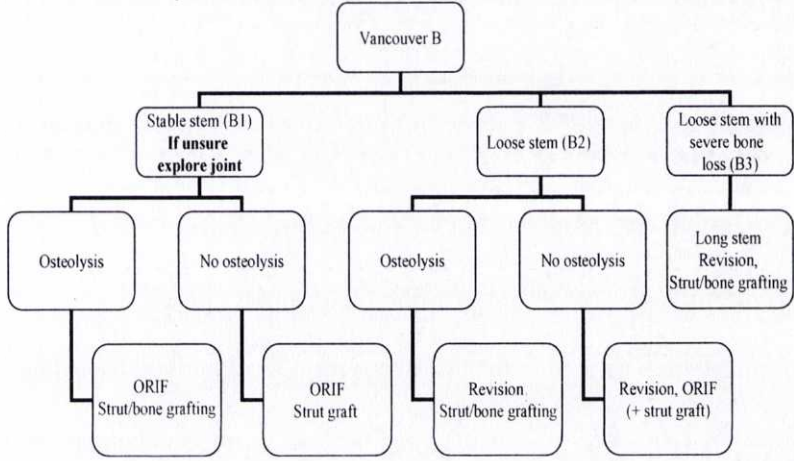 Vancouver B
Stable stem (B1)
If unsure
explore joint
Loose stem (B2)
Loose stem with
severe bone
loss (B3)
Osteolysis
No osteolysis
Osteolysis
No osteolysis
Long stem
Revision,
Strut/bone grafting
ORIF
Strut/bone grafting
ORIF
Strut graft
Revision,
Strut/bone grafting
Revision, ORIF
(+ strut graft)